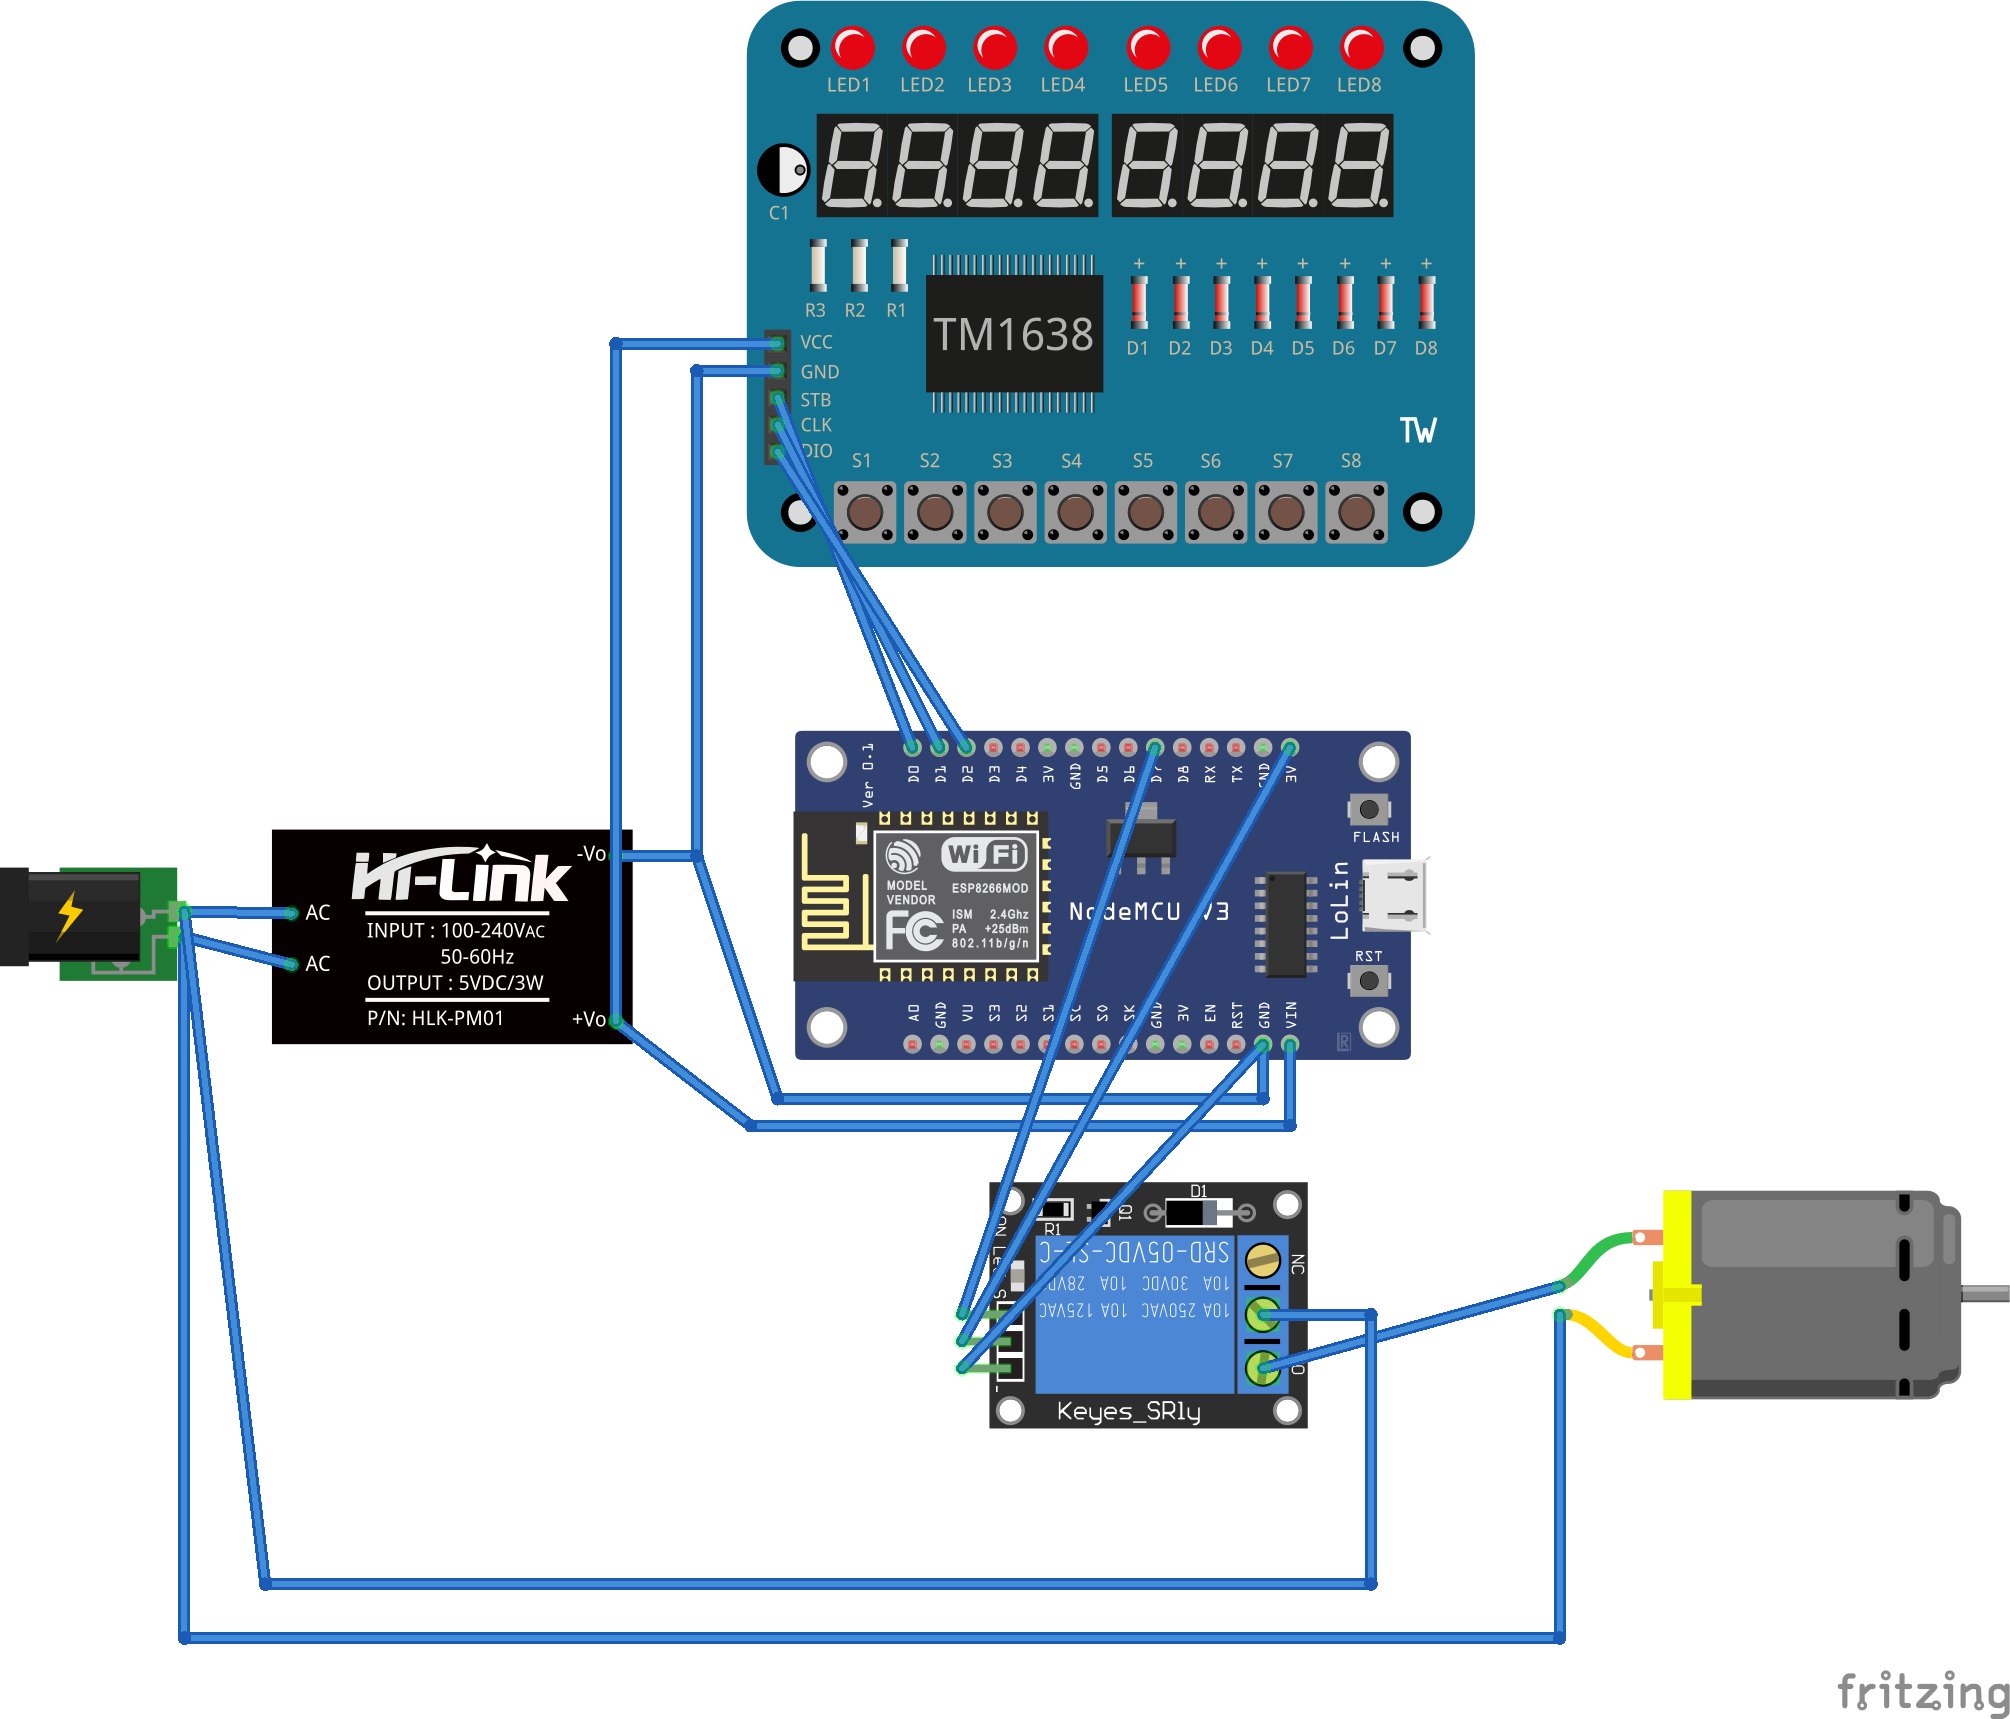 LED1 LED2 LED3 LED4 LED5 LED6 LED7 LED8
C1
R3 R2 R1
TM1638
D1 D2 D3 D4 D5 D6 D7 D8
VCC
GND
STB
CLK
DIO
TW
S1 S2 S3 S4 S5 S6 S7 S8
Ver 0.1
D0 D1 D2 D3 D4 3V GND D5 D6 D7 D8 RX TX GND 3V
FLASH
WiFi
MODEL
VENDOR
ESP8266MOD
FC
ISM 2.4Ghz
PA +25dBm
802.11b/g/n
NodeMCU V3
LoLin
RST
A0 GND VU S3 S2 S1 SC S0 SK GND 3V EN RST GND VIN
Hi-Link
-Vo
AC
INPUT : 100-240VAC
50-60Hz
AC
OUTPUT : 5VDC/3W
P/N: HLK-PM01
+Vo
D1
R1
Q1
SRD-05VDC-SL-C
10A 30VDC 10A 28VDC
10A 250VAC 10A 125VAC
NC
S
-
Keyes_SRly
fritzing